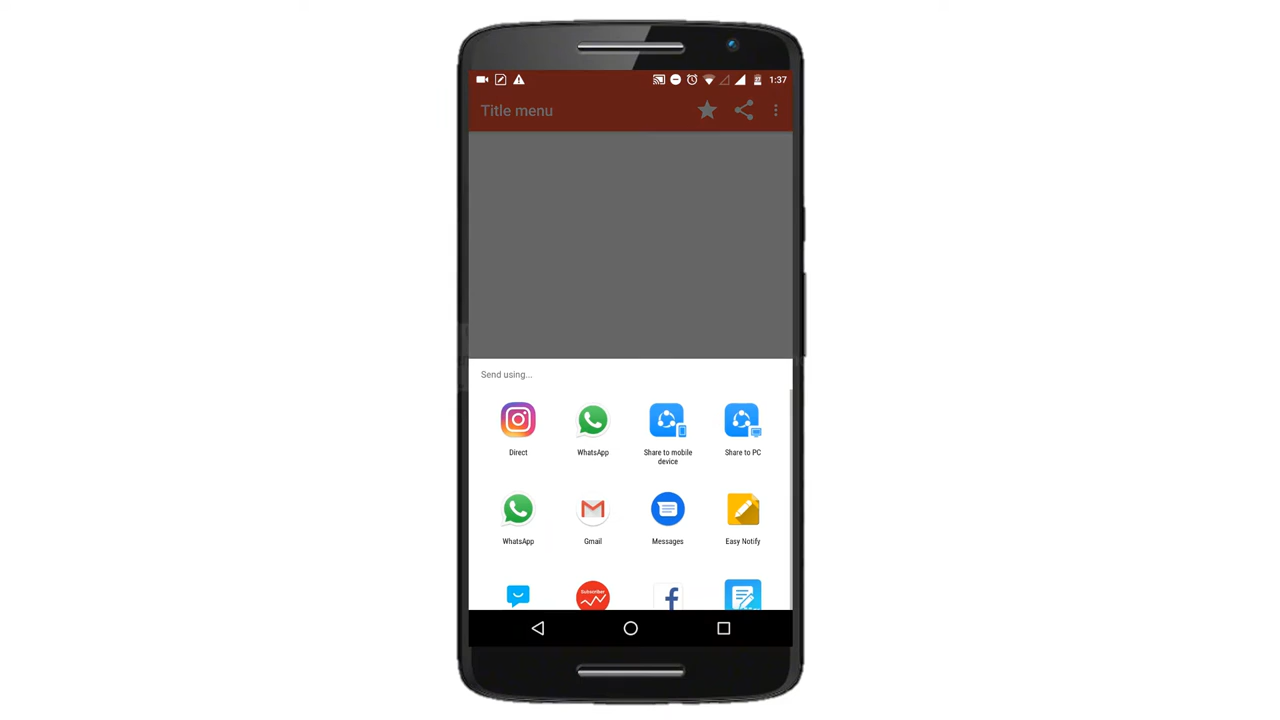 1:37
Title menu
Send using...
Direct
WhatsApp
Share to mobile
device
Share to PC
WhatsApp
Gmail
Messages
Easy Notify
Subscriber